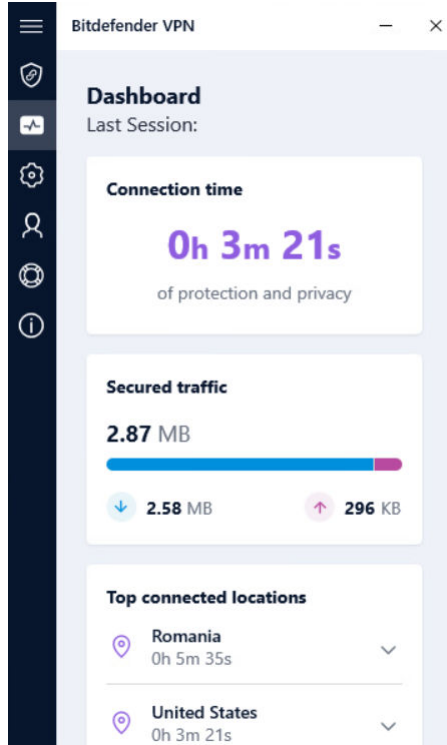 Bitdefender VPN
Dashboard
Last Session:
Connection time
0h 3m 21s
of protection and privacy
Secured traffic
2.87 MB
2.58 MB
296 KB
Top connected locations
Romania
0h 5m 35s
United States
0h 3m 21s